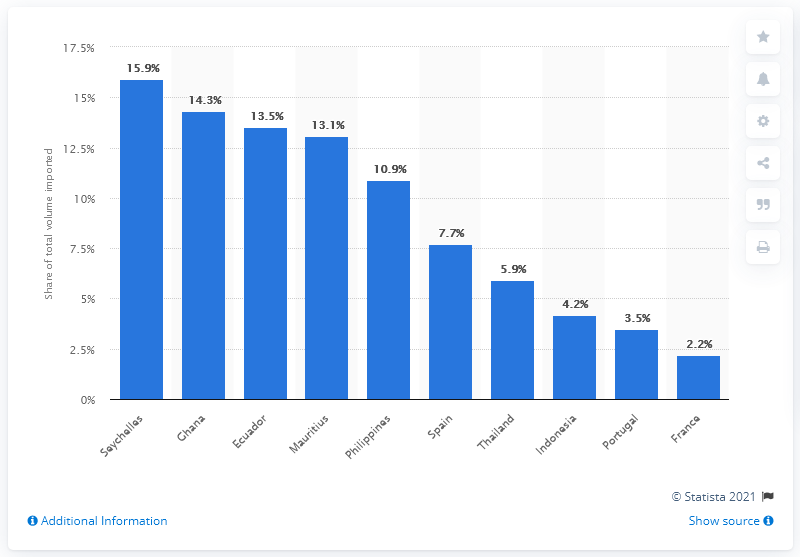 17.5%
15%
12.5%
10%
7.5%
5%
2.5%
0%
Share of total volume imported
15.9%
14.3%
13.5%
13.1%
10.9%
7.7%
5.9%
4.2%
3.5%
2.2%
Seychelles
Ghana
Ecuador
Mauritius
Philippines
Spain
Thailand
Indonesia
Portugal
France
© Statista 2021
Additional Information
Show source